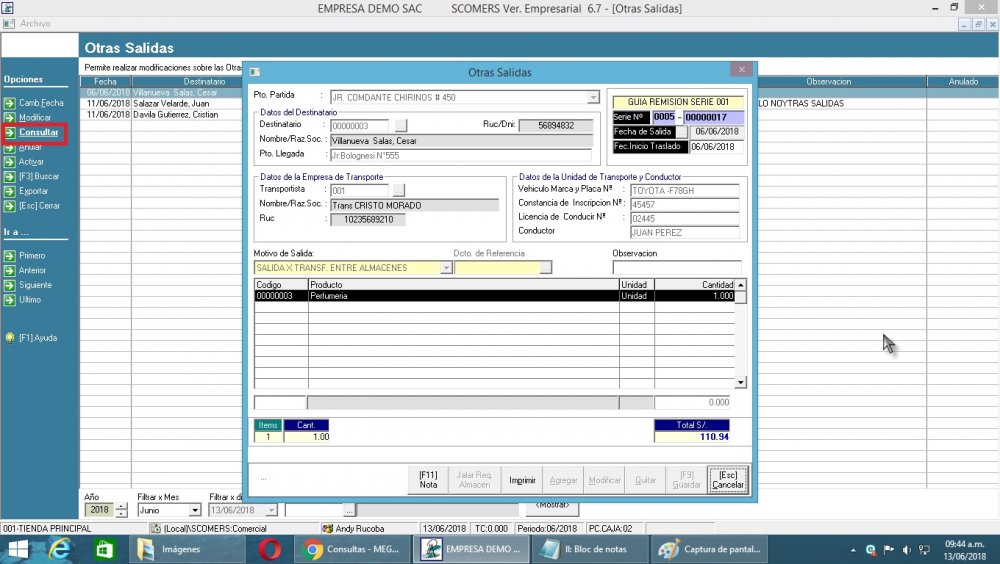 EMPRESA DEMO SAC SCOMERS Ver. Empresarial 6.7 - [Otras Salidas]
Archivo
Otras Salidas
Permite realizar modificaciones sobre las Otras
Opciones
Camb.Fecha
Modificar
Consultar
Anular
Activar
[F3] Buscar
Exportar
[Esc] Cerrar
Ir a ...
Primero
Anterior
Siguiente
Ultimo
[F1] Ayuda
Fecha Destinatario Observacion Anulado
06/06/2018 Villanueva Salas, Cesar
11/06/2018 Salazar Velarde, Juan LO NOYTRAS SALIDAS
11/06/2018 Davila Gutierrez, Cristian
Otras Salidas
Pto. Partida : JR. COMDANTE CHIRINOS # 450
GUIA REMISION SERIE 001
Serie Nº 0005 - 00000017
Fecha de Salida 06/06/2018
Fec.Inicio Traslado 06/06/2018
Datos del Destinatario
Destinatario : 00000003 Ruc/Dni: 56894832
Nombre/Raz.Soc. : Villanueva Salas, Cesar
Pto. Llegada : Jr.Bolognesi N°555
Datos de la Empresa de Transporte
Transportista : 001
Nombre/Raz.Soc. : Trans CRISTO MORADO
Ruc : 10235689210
Datos de la Unidad de Transporte y Conductor
Vehiculo Marca y Placa Nº : TOYOTA -F78GH
Constancia de Inscripcion Nº : 45457
Licencia de Conducir Nº : 02445
Conductor : JUAN PEREZ
Motivo de Salida: Dcto. de Referencia Observacion
SALIDA X TRANSF. ENTRE ALMACENES ...
Codigo Producto Unidad Cantidad
00000003 Perfumeria Unidad 1.000
0.000
Items Cant. Total S/.
1 1.00 110.94
...
[F11] Nota
Jalar Req. Almacen
Imprimir
Agregar
Modificar
Quitar
[F9] Guardar
[Esc] Cancelar
Año Filtrar x Mes Filtrar x d
2018 Junio 13/06/2018 ... <Mostrar>
001-TIENDA PRINCIPAL (Local)\SCOMERS:Comercial Andy Rucoba 13/06/2018 TC:0.000 Periodo:06/2018 PC.CAJA:02
Imágenes
Consultas - MEG...
EMPRESA DEMO ...
II: Bloc de notas
Captura de pantal...
09:44 a.m.
13/06/2018